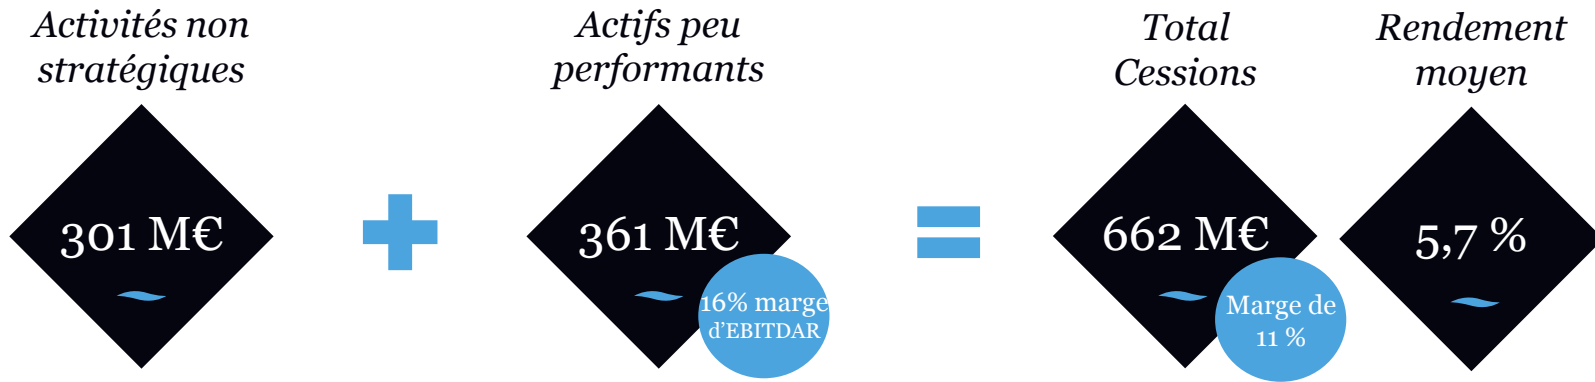 Activités non
stratégiques
301 M€
Actifs peu
performants
361 M€
16% marge
d'EBITDAR
Total
Cessions
662 M€
Marge de
11 %
Rendement
moyen
5,7 %